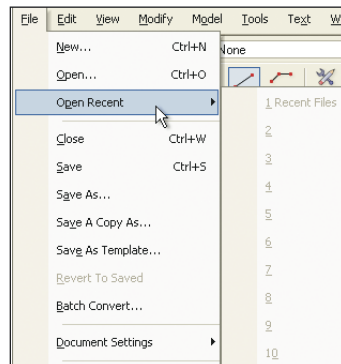 File Edit View Modify Model Tools Text W
None
New... Ctrl+N
Open... Ctrl+O
Open Recent
1 Recent Files
2
3
4
5
6
7
8
9
10
Close Ctrl+W
Save Ctrl+S
Save As...
Save A Copy As...
Save As Template...
Revert To Saved
Batch Convert...
Document Settings